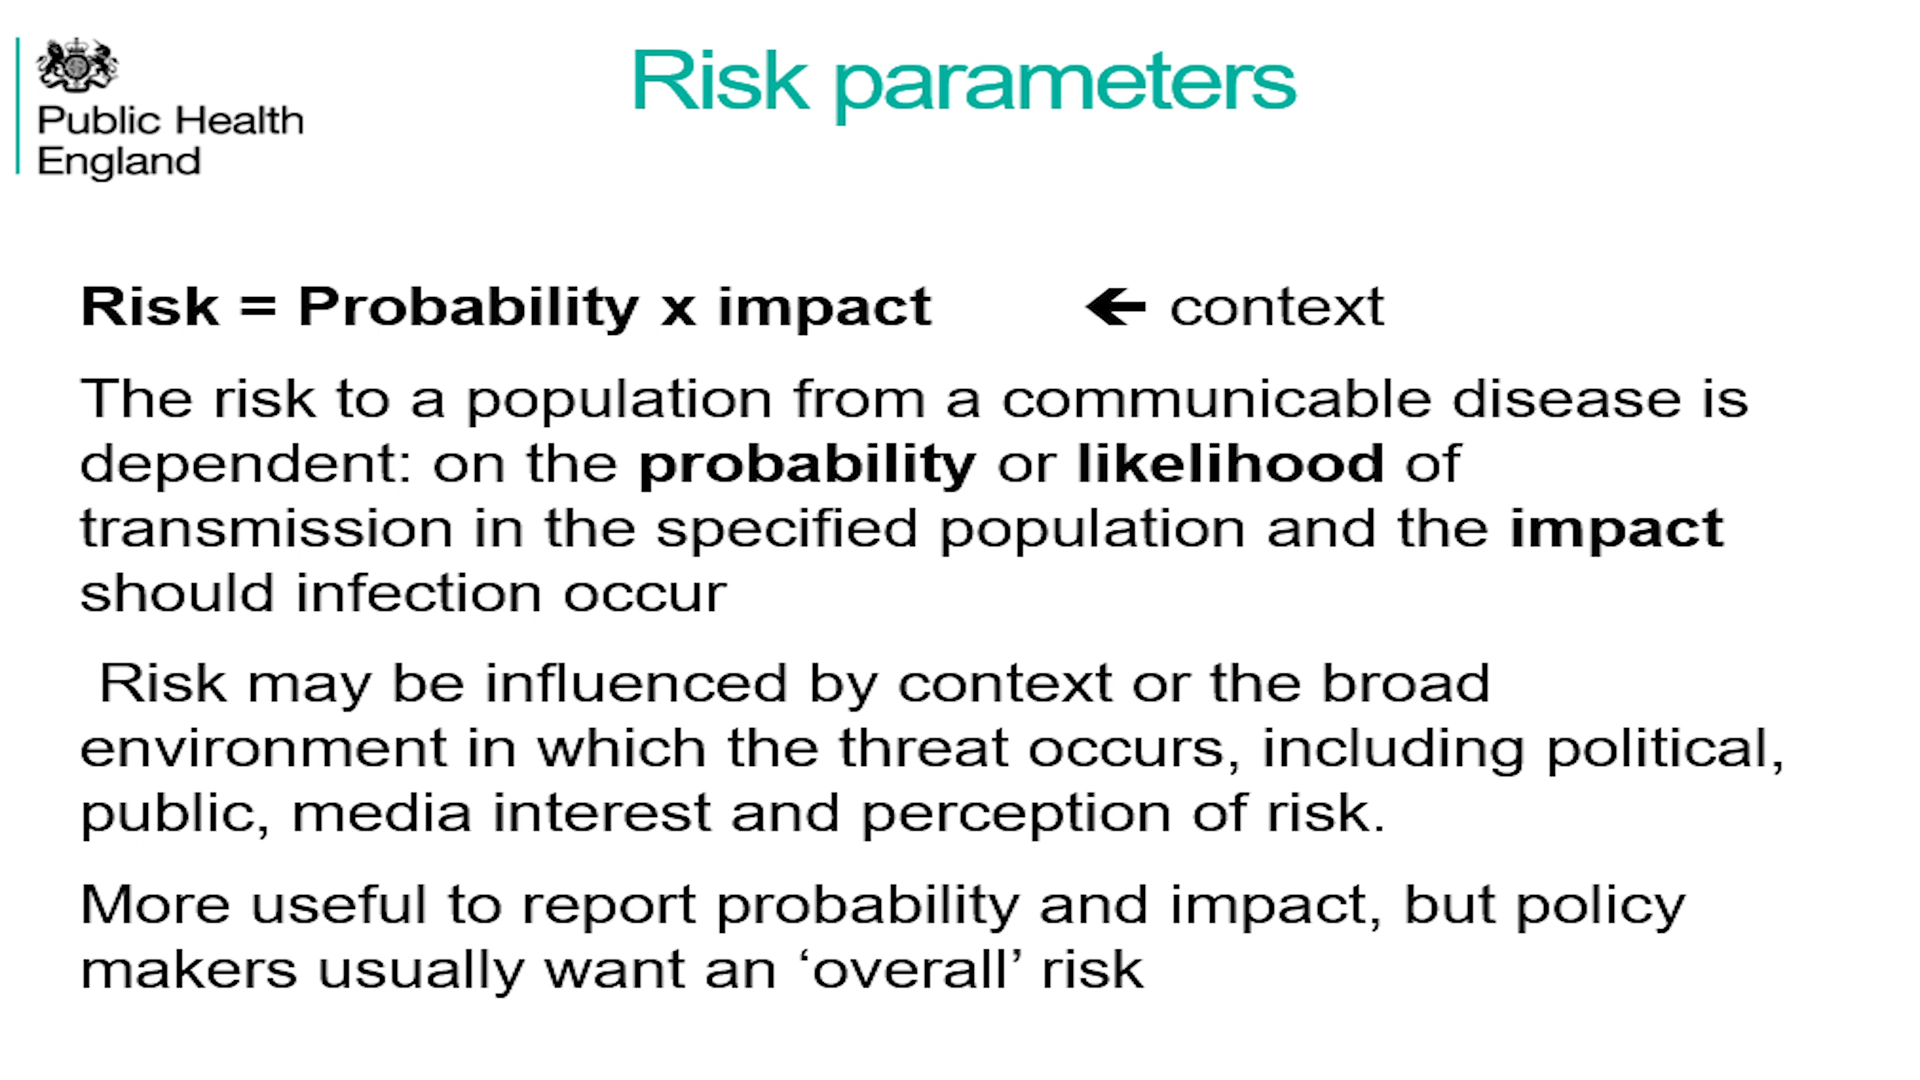 Public Health
England
Risk parameters
Risk = Probability x impact ← context
The risk to a population from a communicable disease is
dependent: on the probability or likelihood of
transmission in the specified population and the impact
should infection occur
Risk may be influenced by context or the broad
environment in which the threat occurs, including political,
public, media interest and perception of risk.
More useful to report probability and impact, but policy
makers usually want an ‘overall’ risk